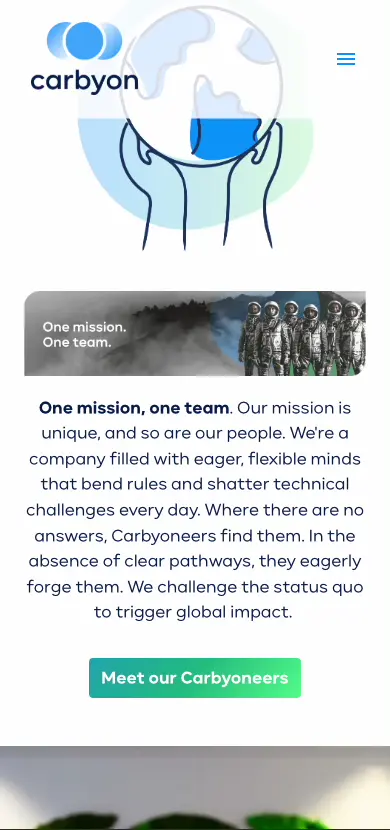 carbyon
One mission.
One team.
One mission, one team. Our mission is
unique, and so are our people. We're a
company filled with eager, flexible minds
that bend rules and shatter technical
challenges every day. Where there are no
answers, Carbyoneers find them. In the
absence of clear pathways, they eagerly
forge them. We challenge the status quo
to trigger global impact.
Meet our Carbyoneers